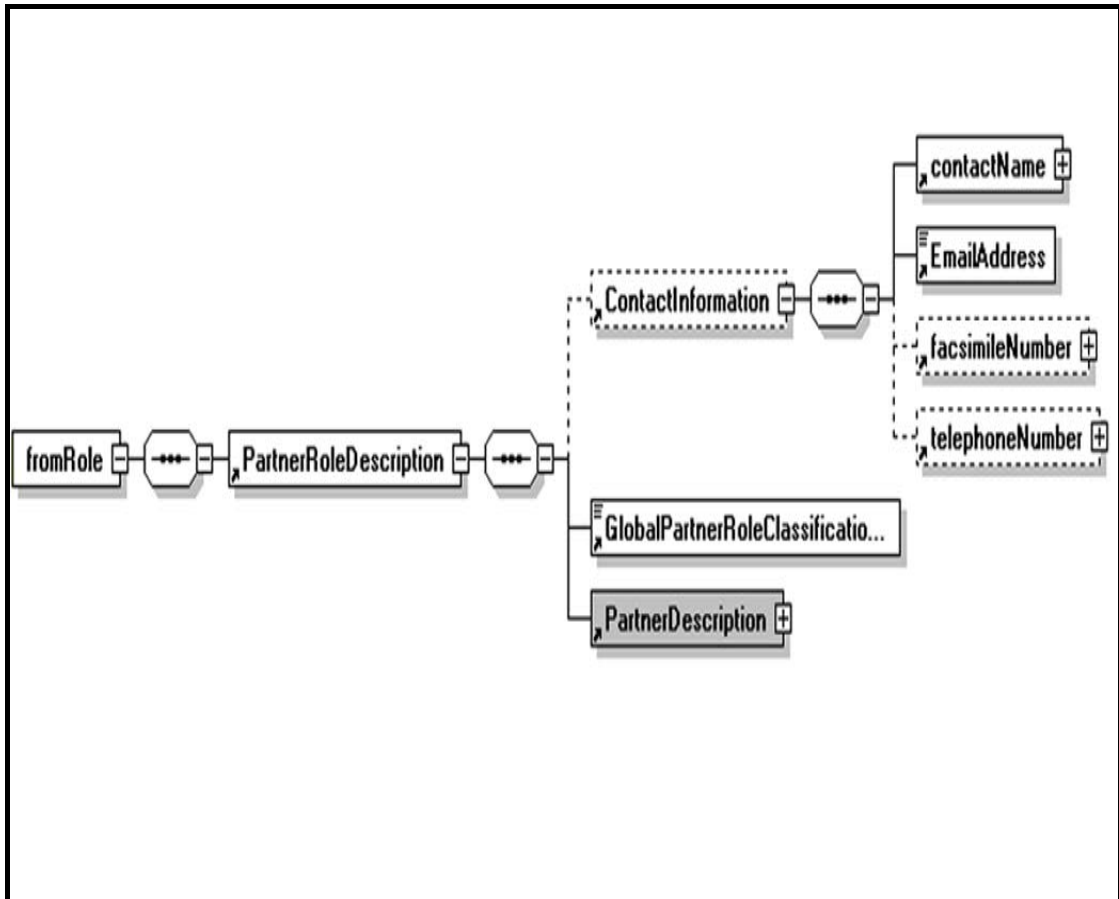 contactName
EmailAddress
ContactInformation
facsimileNumber
telephoneNumber
fromRole
PartnerRoleDescription
GlobalPartnerRoleClassificatio...
PartnerDescription